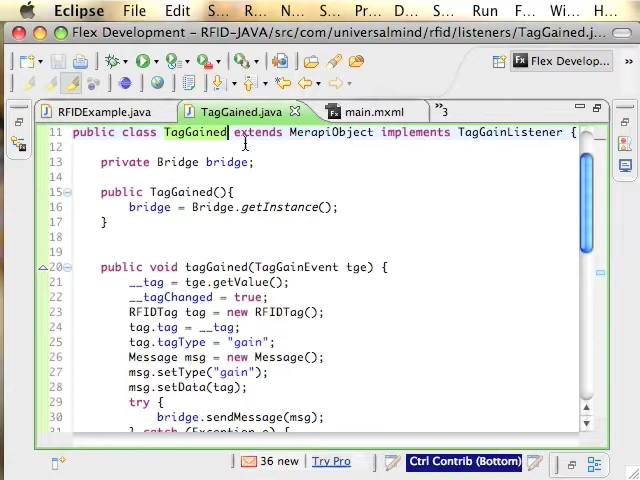 Eclipse File Edit S... R... N... S... P... Run F... Wi... H...
Flex Development - RFID-JAVA/src/com/universalmind/rfid/listeners/TagGained.j...
Flex Develop...
RFIDExample.java TagGained.java main.mxml »3
11 public class TagGained extends MerapiObject implements TagGainListener {
12
13 private Bridge bridge;
14
15 public TagGained(){
16 bridge = Bridge.getInstance();
17 }
18
19
20 public void tagGained(TagGainEvent tge) {
21 __tag = tge.getValue();
22 __tagChanged = true;
23 RFIDTag tag = new RFIDTag();
24 tag.tag = __tag;
25 tag.tagType = "gain";
26 Message msg = new Message();
27 msg.setType("gain");
28 msg.setData(tag);
29 try {
30 bridge.sendMessage(msg);
31 } catch (Exception e) {
36 new Try Pro Ctrl Contrib (Bottom)